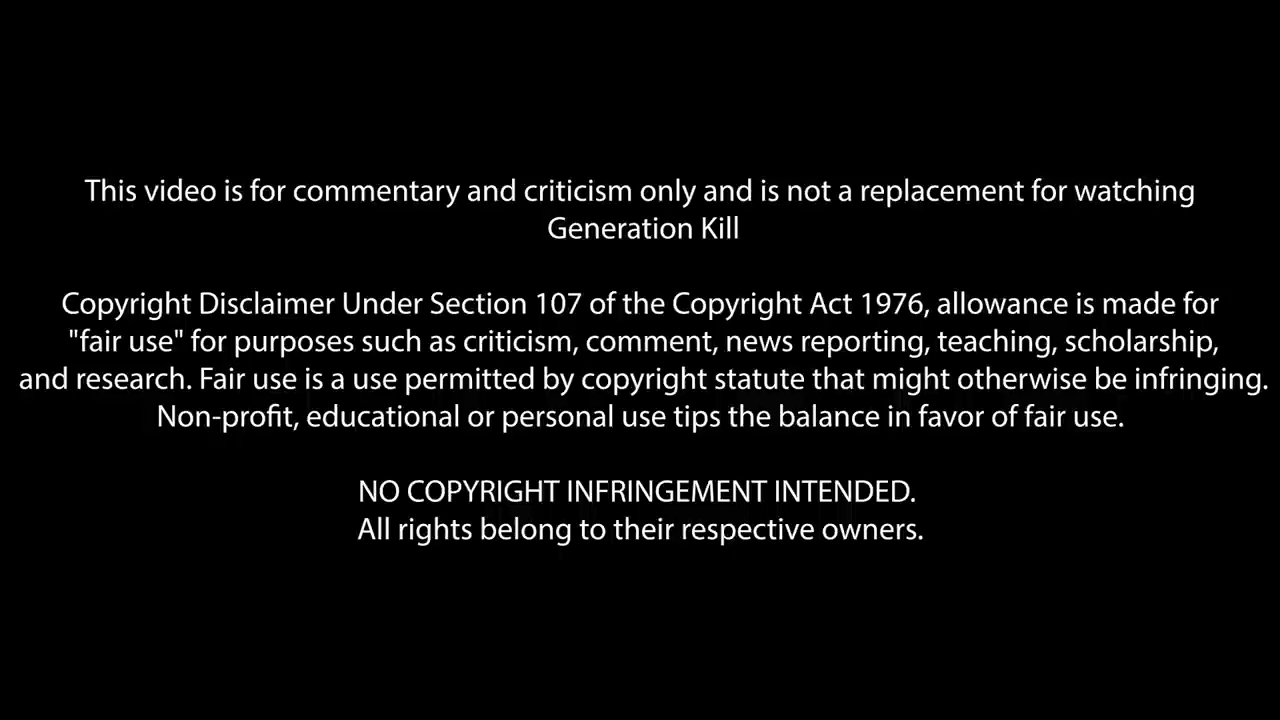 This video is for commentary and criticism only and is not a replacement for watching
Generation Kill
Copyright Disclaimer Under Section 107 of the Copyright Act 1976, allowance is made for
"fair use" for purposes such as criticism, comment, news reporting, teaching, scholarship,
and research. Fair use is a use permitted by copyright statute that might otherwise be infringing.
Non-profit, educational or personal use tips the balance in favor of fair use.
NO COPYRIGHT INFRINGEMENT INTENDED.
All rights belong to their respective owners.